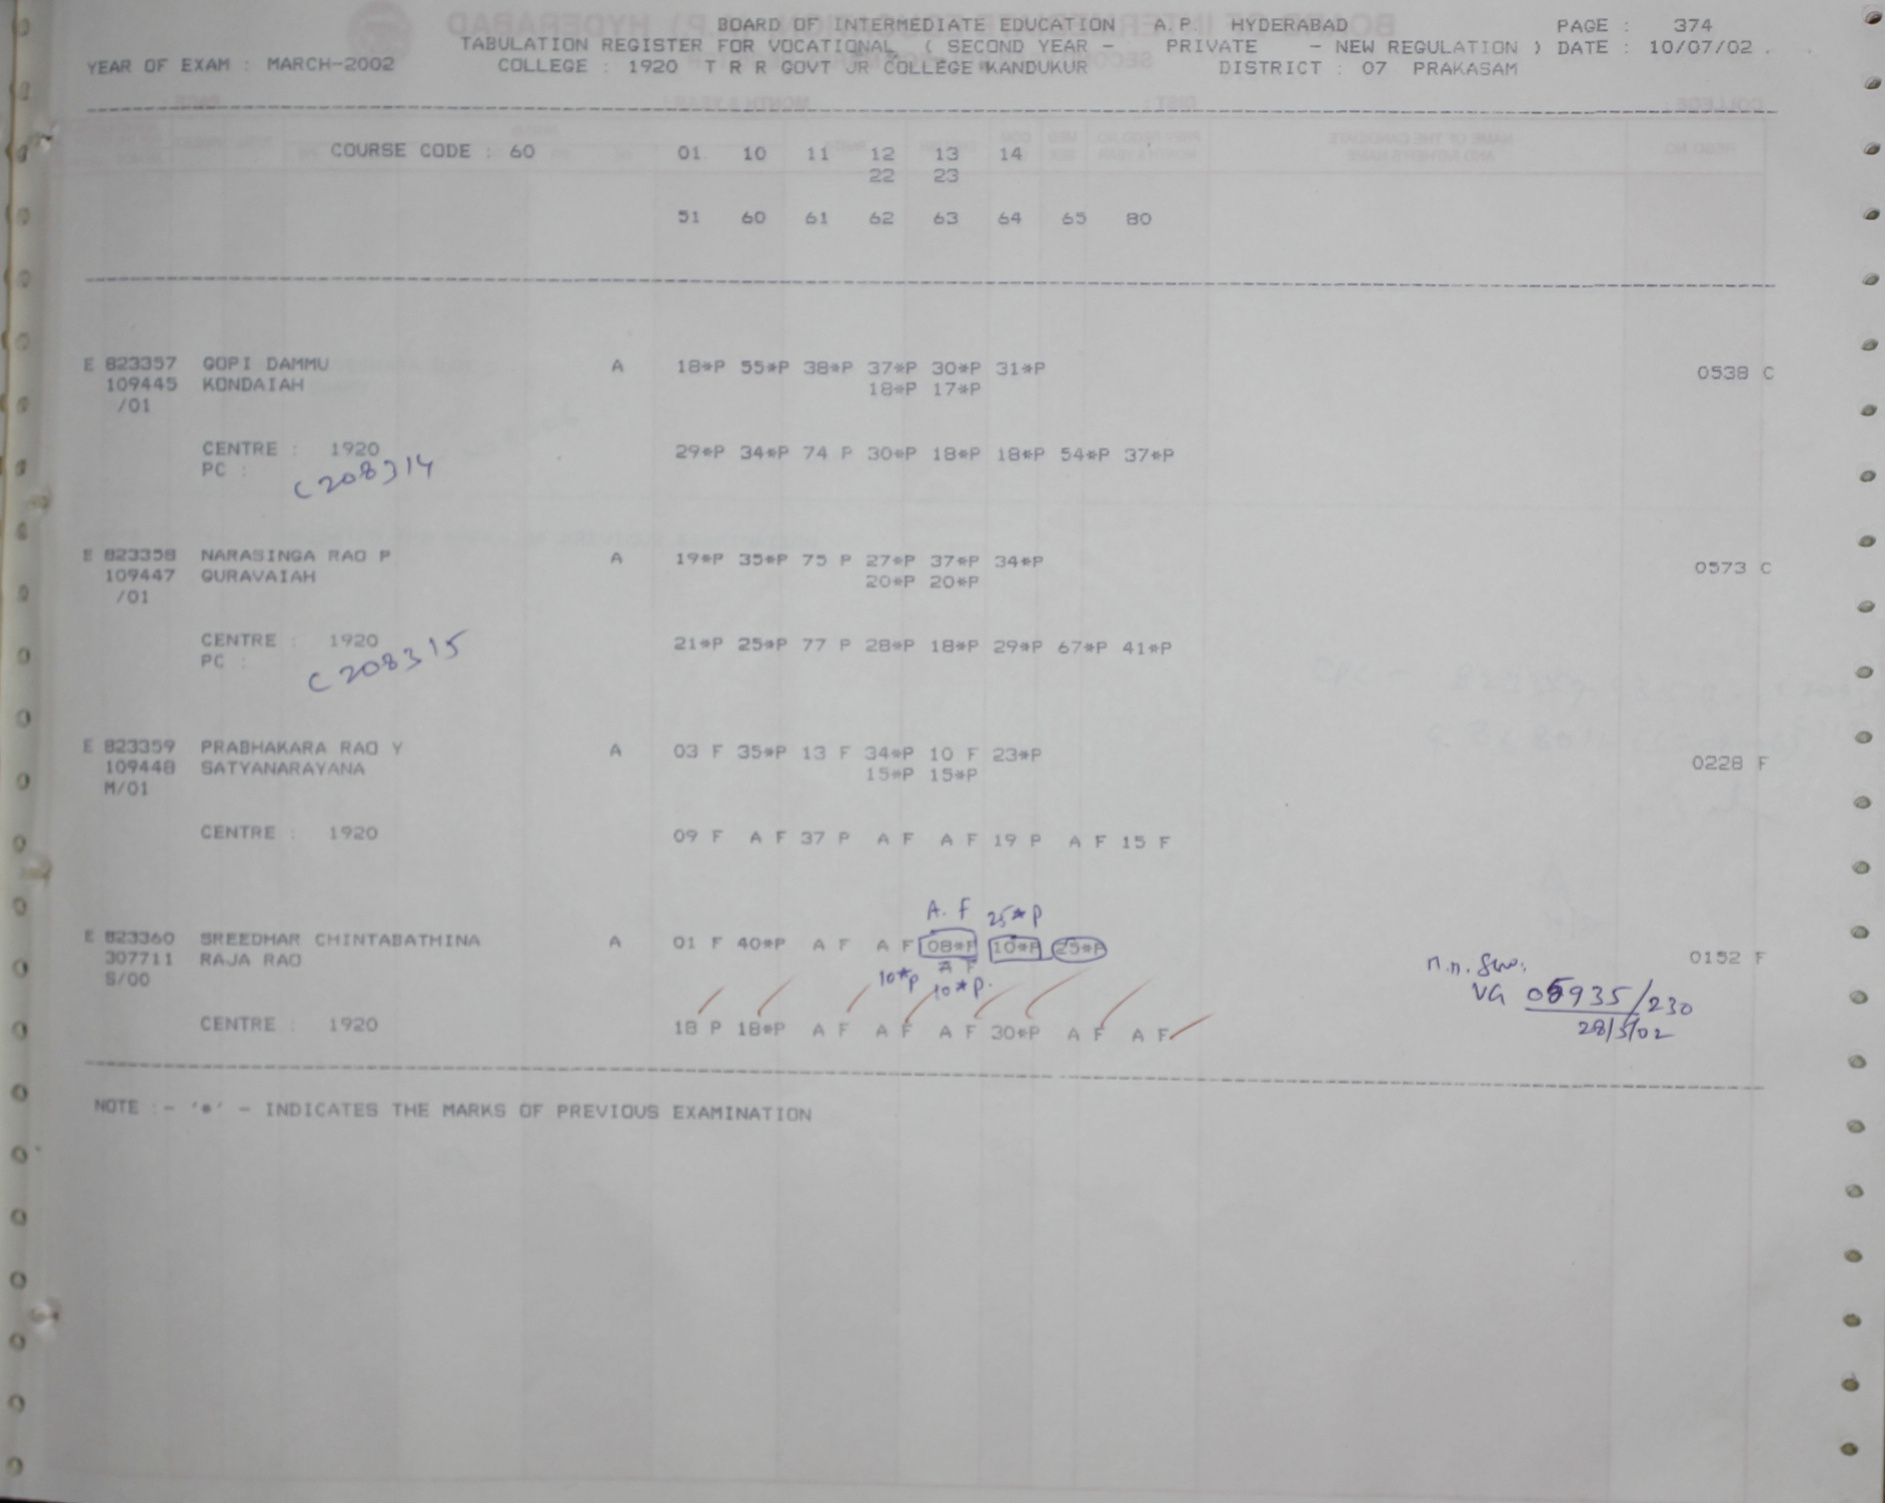 BOARD OF INTERMEDIATE EDUCATION A.P. HYDERABAD PAGE : 374
TABULATION REGISTER FOR VOCATIONAL ( SECOND YEAR - PRIVATE - NEW REGULATION ) DATE : 10/07/02 .
YEAR OF EXAM : MARCH-2002 COLLEGE : 1920 T R R GOVT JR COLLEGE KANDUKUR DISTRICT : 07 PRAKASAM
COURSE CODE : 60 01 10 11 12 13 14
22 23
51 60 61 62 63 64 65 80
E 823357 GOPI DAMMU A 18*P 55*P 38*P 37*P 30*P 31*P 0538 C
109445 KONDAIAH 18*P 17*P
/01
CENTRE : 1920 29*P 34*P 74 P 30*P 18*P 18*P 54*P 37*P
PC : C208314
E 823358 NARASINGA RAO P A 19*P 35*P 75 P 27*P 37*P 34*P 0573 C
109447 GURAVAIAH 20*P 20*P
/01
CENTRE : 1920 21*P 25*P 77 P 28*P 18*P 29*P 67*P 41*P
PC : C208315
E 823359 PRABHAKARA RAO Y A 03 F 35*P 13 F 34*P 10 F 23*P 0228 F
109448 SATYANARAYANA 15*P 15*P
M/01
CENTRE : 1920 09 F A F 37 P A F A F 19 P A F 15 F
A. F 25*P
E 823360 SREEDHAR CHINTABATHINA A 01 F 40*P A F A F 08*F 10*P 25*P 0152 F
307711 RAJA RAO A F
S/00 10*P 10*P.
VG 05935/230
28/5/02
CENTRE : 1920 18 P 18*P A F A F A F 30*P A F A F
NOTE :- '*' - INDICATES THE MARKS OF PREVIOUS EXAMINATION